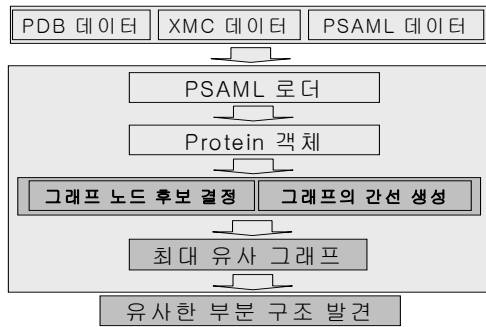 PDB 데이터 XMC 데이터 PSAML 데이터
PSAML 로더
Protein 객체
그래프 노드 후보 결정 그래프의 간선 생성
최대 유사 그래프
유사한 부분 구조 발견